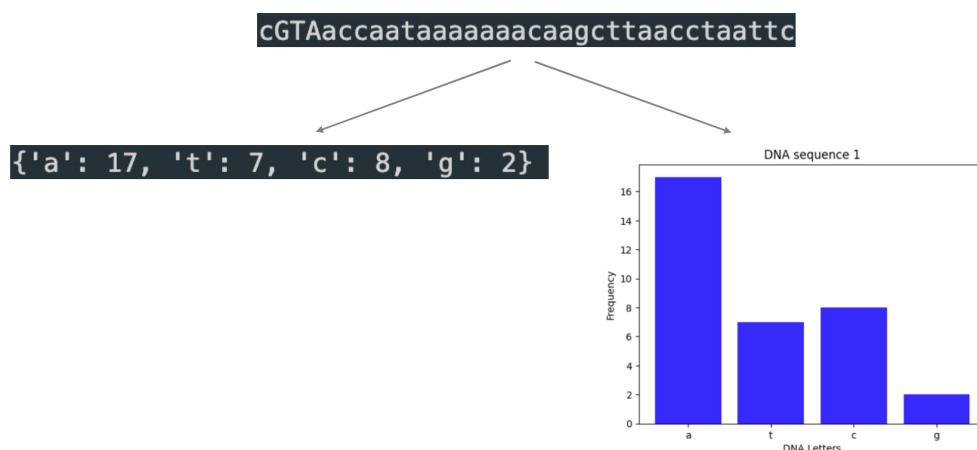 cGTAaccaataaaaaaacaagcttaacctaattc
{'a': 17, 't': 7, 'c': 8, 'g': 2}
DNA sequence 1
16
14
12
10
8
6
4
2
0
Frequency
a t c g
DNA Letters